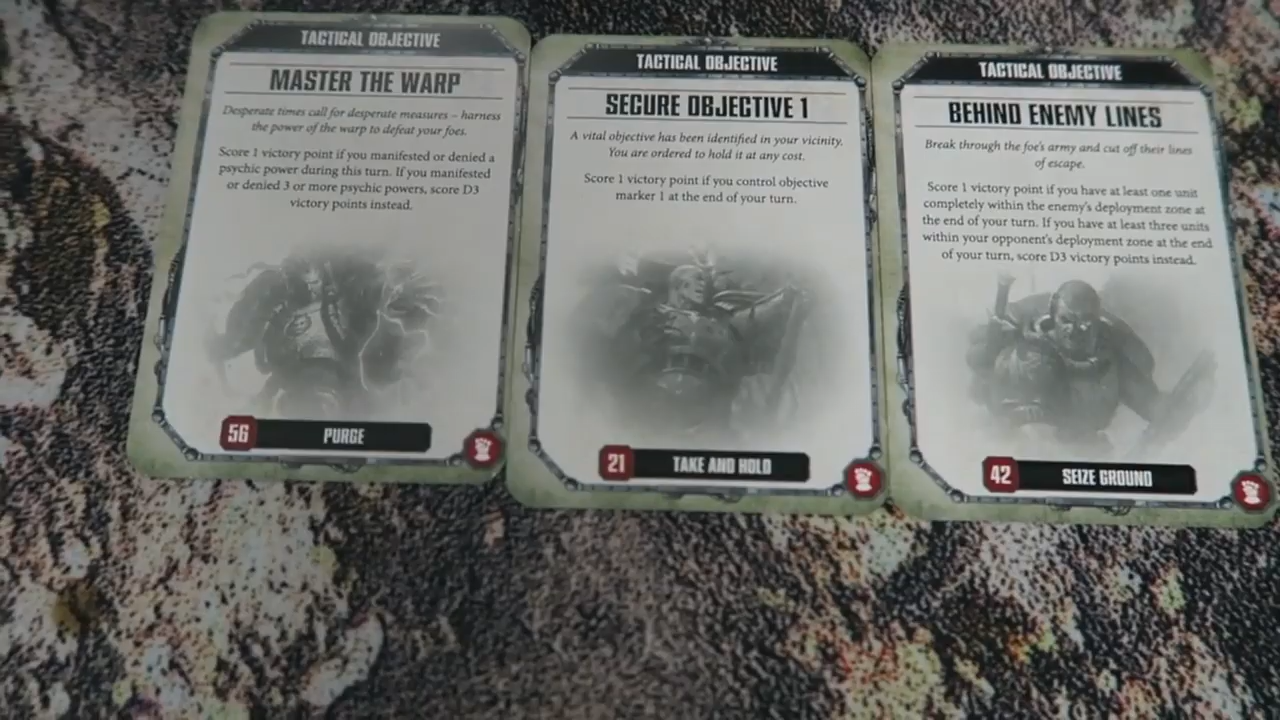 TACTICAL OBJECTIVE
MASTER THE WARP
Desperate times call for desperate measures – harness
the power of the warp to defeat your foes.
Score 1 victory point if you manifested or denied a
psychic power during this turn. If you manifested
or denied 3 or more psychic powers, score D3
victory points instead.
56
PURGE
TACTICAL OBJECTIVE
SECURE OBJECTIVE 1
A vital objective has been identified in your vicinity.
You are ordered to hold it at any cost.
Score 1 victory point if you control objective
marker 1 at the end of your turn.
21
TAKE AND HOLD
TACTICAL OBJECTIVE
BEHIND ENEMY LINES
Break through the foe's army and cut off their lines
of escape.
Score 1 victory point if you have at least one unit
completely within the enemy's deployment zone at
the end of your turn. If you have at least three units
within your opponent's deployment zone at the end
of your turn, score D3 victory points instead.
42
SEIZE GROUND